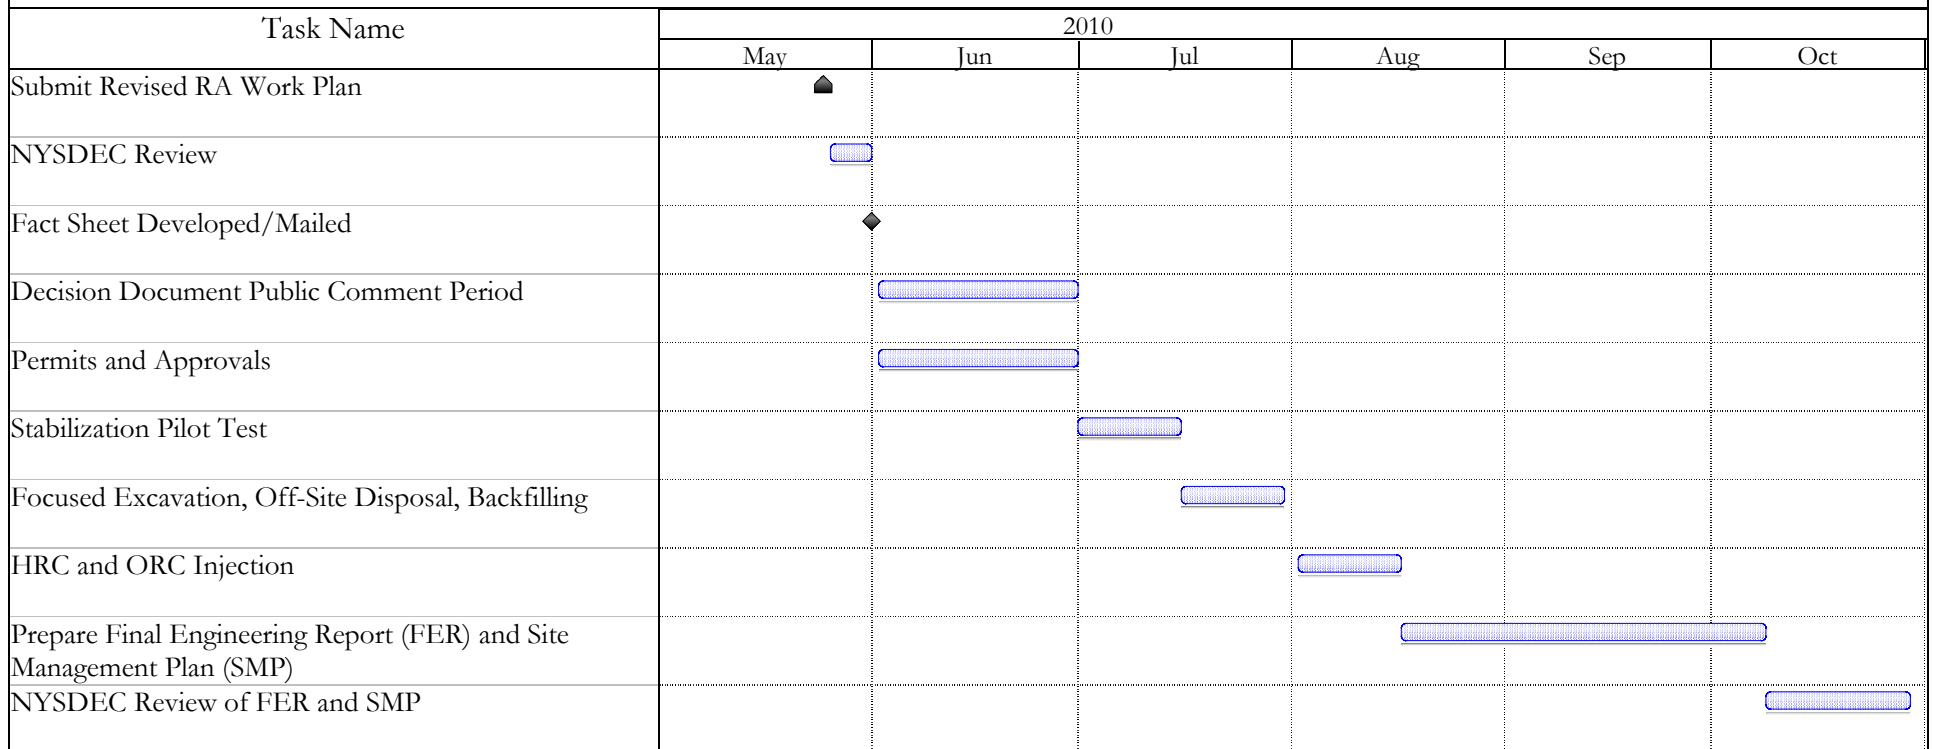 Task Name
2010
May Jun Jul Aug Sep Oct
Submit Revised RA Work Plan
NYSDEC Review
Fact Sheet Developed/Mailed
Decision Document Public Comment Period
Permits and Approvals
Stabilization Pilot Test
Focused Excavation, Off-Site Disposal, Backfilling
HRC and ORC Injection
Prepare Final Engineering Report (FER) and Site
Management Plan (SMP)
NYSDEC Review of FER and SMP